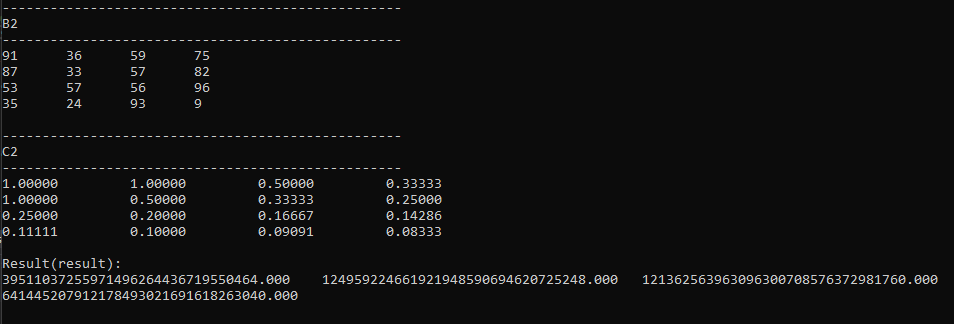 --------------------------------------------------
B2
--------------------------------------------------
91 36 59 75
87 33 57 82
53 57 56 96
35 24 93 9
--------------------------------------------------
C2
--------------------------------------------------
1.00000 1.00000 0.50000 0.33333
1.00000 0.50000 0.33333 0.25000
0.25000 0.20000 0.16667 0.14286
0.11111 0.10000 0.09091 0.08333
Result(result):
39511037255971496264436719550464.000 12495922466192194859069462072​5248.000 121362563963096300708576372981760.000
64144520791217849302169161826304​0.000